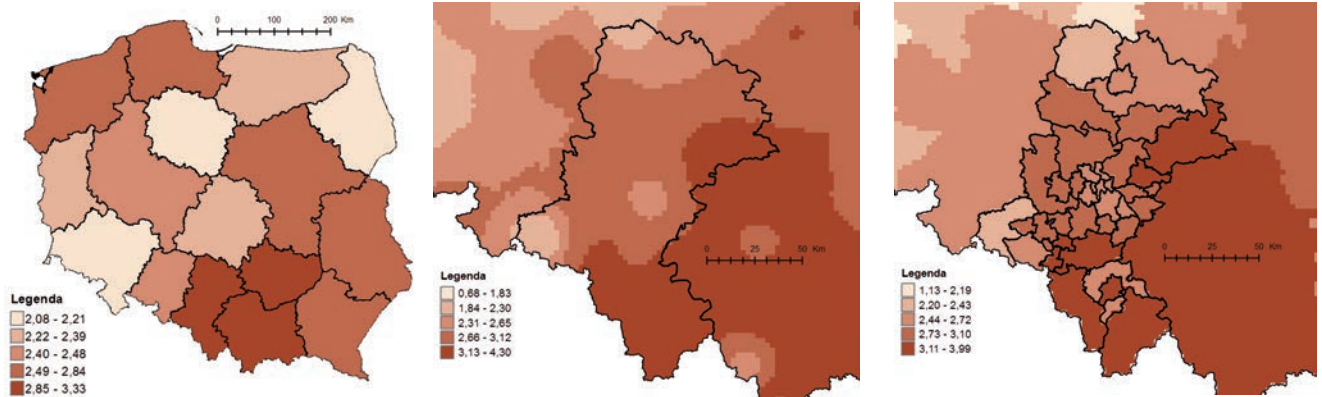 0 100 200 Km
Legenda
2,08 - 2,21
2,22 - 2,39
2,40 - 2,48
2,49 - 2,84
2,85 - 3,33
0 25 50 Km
Legenda
0,68 - 1,83
1,84 - 2,30
2,31 - 2,65
2,66 - 3,12
3,13 - 4,30
0 25 50 Km
Legenda
1,13 - 2,19
2,20 - 2,43
2,44 - 2,72
2,73 - 3,10
3,11 - 3,99